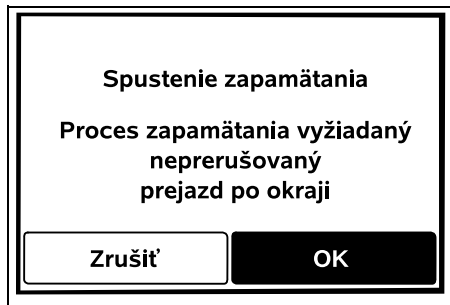 Spustenie zapamätania
Proces zapamätania vyžiadaný
neprerušovaný
prejazd po okraji
Zrušiť
OK